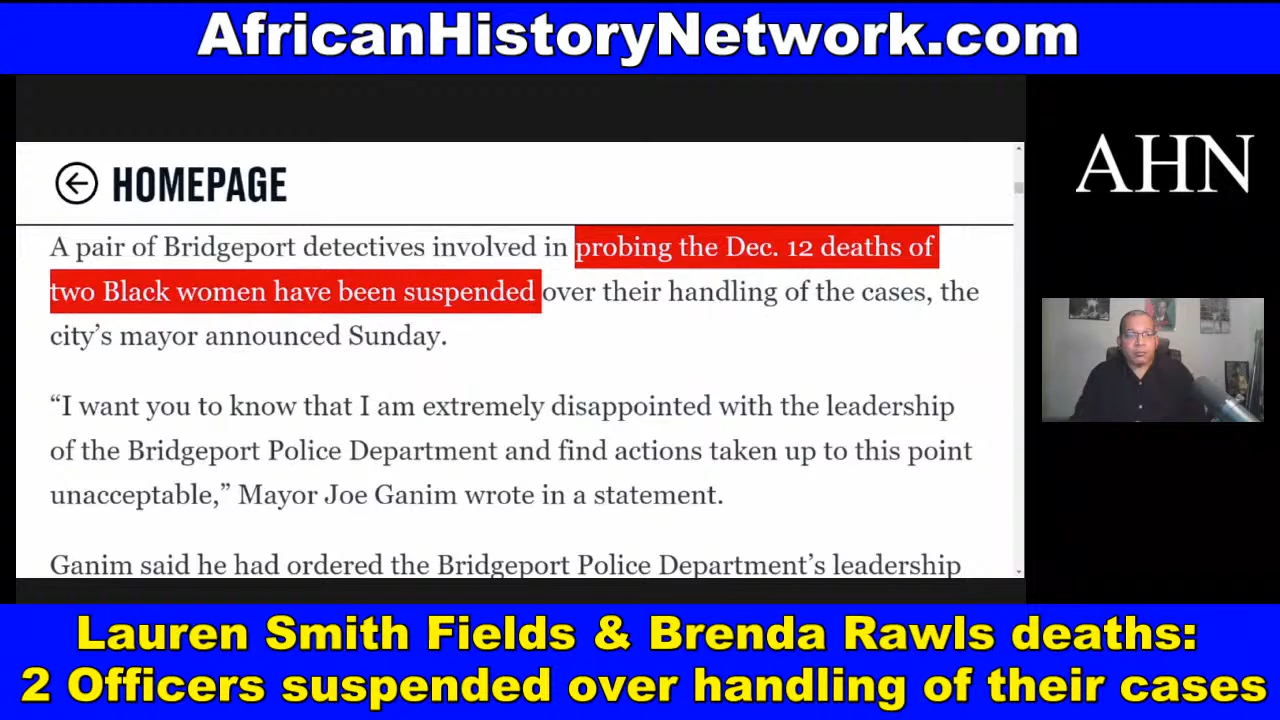 AfricanHistoryNetwork.com
AHN
HOMEPAGE
A pair of Bridgeport detectives involved in probing the Dec. 12 deaths of
two Black women have been suspended over their handling of the cases, the
city’s mayor announced Sunday.
“I want you to know that I am extremely disappointed with the leadership
of the Bridgeport Police Department and find actions taken up to this point
unacceptable,” Mayor Joe Ganim wrote in a statement.
Ganim said he had ordered the Bridgeport Police Department’s leadership
Lauren Smith Fields & Brenda Rawls deaths:
2 Officers suspended over handling of their cases